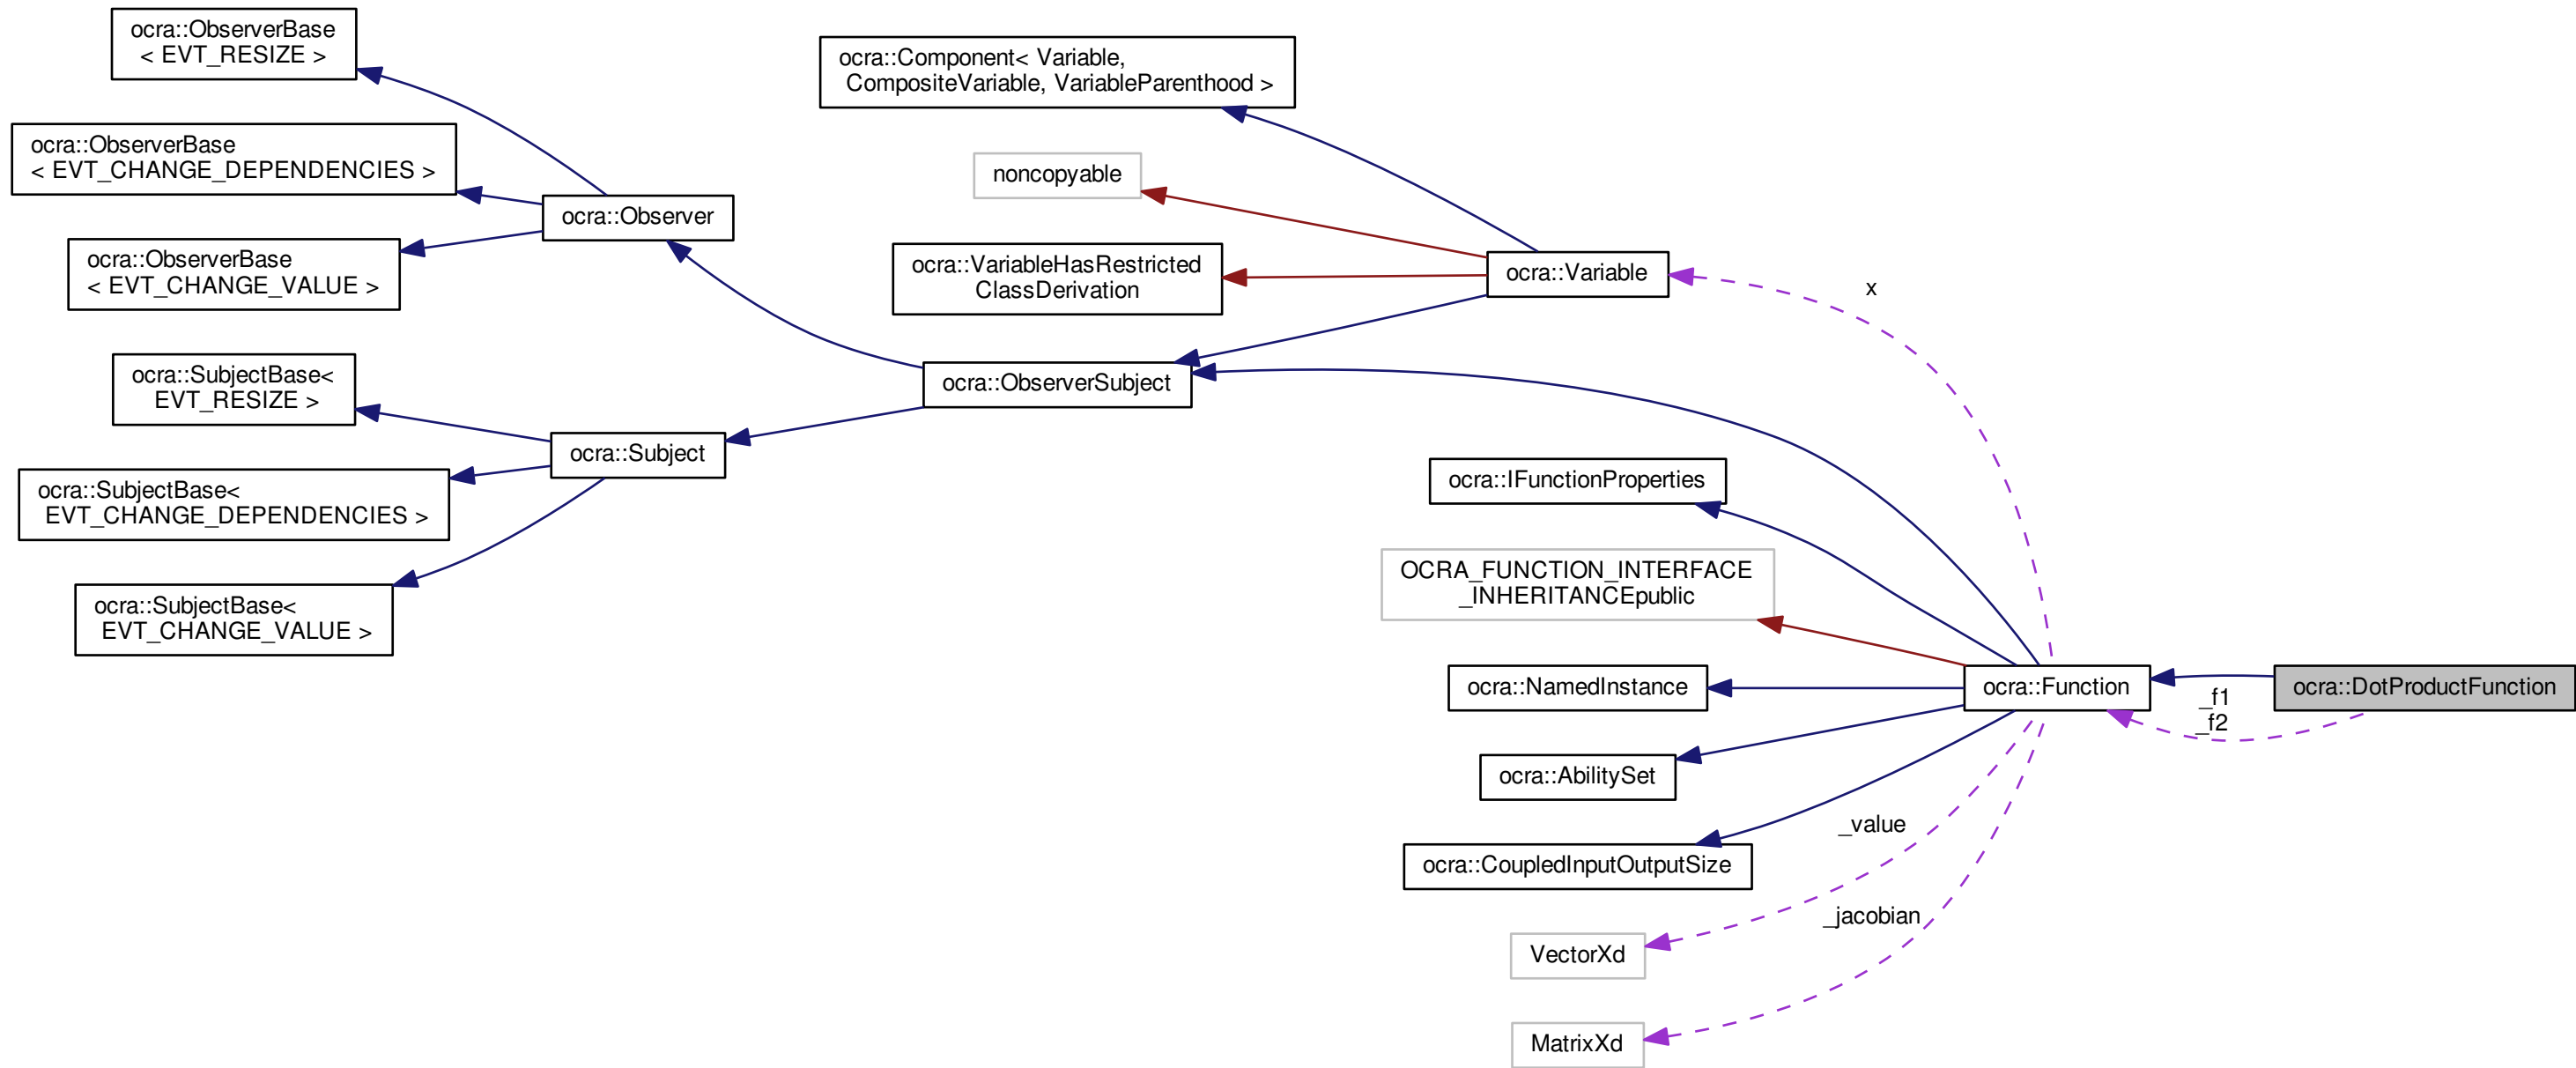 ocra::ObserverBase
< EVT_RESIZE >
ocra::ObserverBase
< EVT_CHANGE_DEPENDENCIES >
ocra::ObserverBase
< EVT_CHANGE_VALUE >
ocra::SubjectBase<
EVT_RESIZE >
ocra::SubjectBase<
EVT_CHANGE_DEPENDENCIES >
ocra::SubjectBase<
EVT_CHANGE_VALUE >
ocra::Observer
ocra::Subject
ocra::Component< Variable,
CompositeVariable, VariableParenthood >
noncopyable
ocra::VariableHasRestricted
ClassDerivation
ocra::ObserverSubject
ocra::Variable
x
ocra::IFunctionProperties
OCRA_FUNCTION_INTERFACE
_INHERITANCEpublic
ocra::NamedInstance
ocra::AbilitySet
ocra::CoupledInputOutputSize
VectorXd
MatrixXd
_value
_jacobian
ocra::Function
_f1
_f2
ocra::DotProductFunction